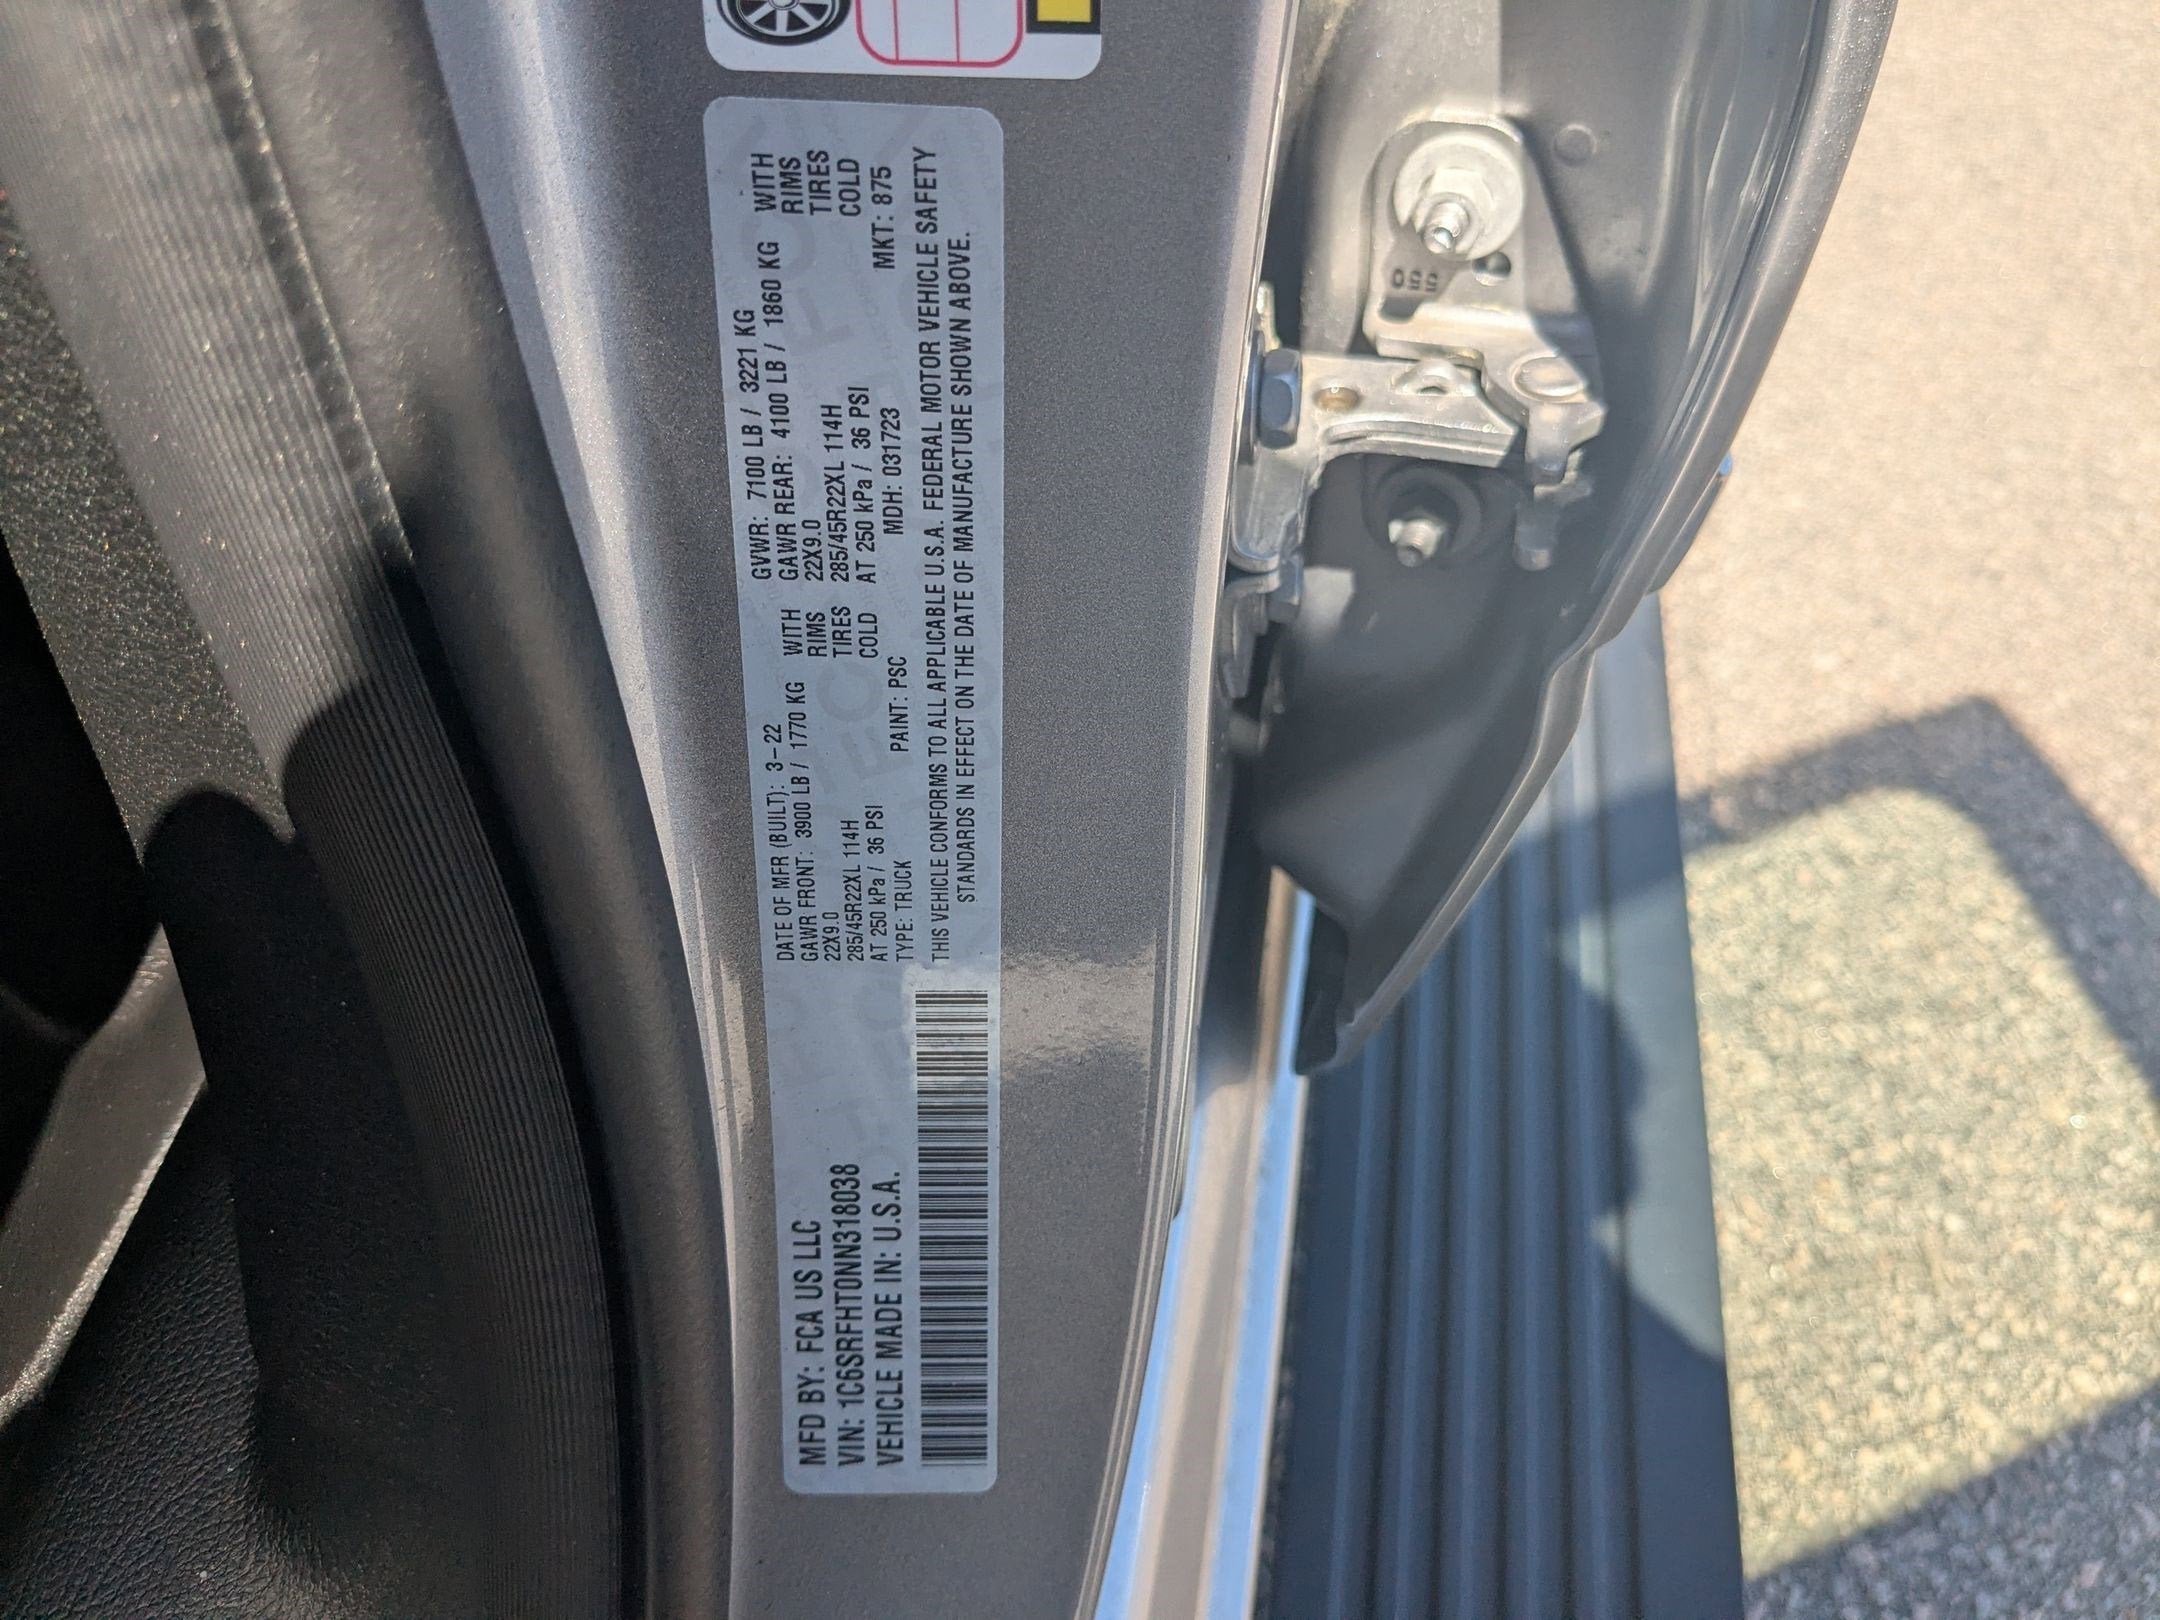 MFD BY: FCA US LLC
VIN: 1C6SRFHT0NN318038
VEHICLE MADE IN: U.S.A.
DATE OF MFR (BUILT): 3-22 GVWR: 7100 LB / 3221 KG
GAWR FRONT: 3900 LB / 1770 KG WITH GAWR REAR: 4100 LB / 1860 KG WITH
22X9.0 RIMS 22X9.0 RIMS
285/45R22XL 114H TIRES 285/45R22XL 114H TIRES
AT 250 kPa / 36 PSI COLD AT 250 kPa / 36 PSI COLD
TYPE: TRUCK PAINT: PSC MDH: 031723 MKT: 875
THIS VEHICLE CONFORMS TO ALL APPLICABLE U.S.A. FEDERAL MOTOR VEHICLE SAFETY
STANDARDS IN EFFECT ON THE DATE OF MANUFACTURE SHOWN ABOVE.